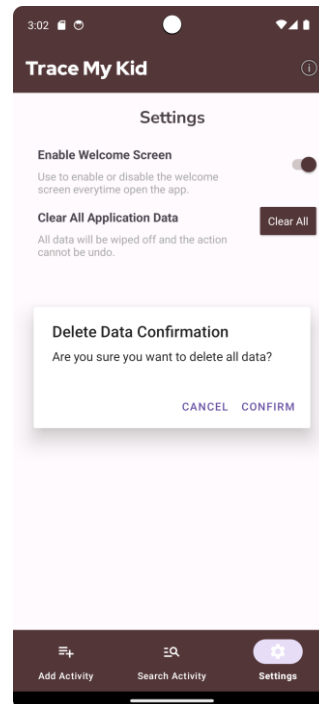 3:02
Trace My Kid
Settings
Enable Welcome Screen
Use to enable or disable the welcome
screen everytime open the app.
Clear All Application Data
Clear All
All data will be wiped off and the action
cannot be undo.
Delete Data Confirmation
Are you sure you want to delete all data?
CANCEL CONFIRM
Add Activity Search Activity Settings